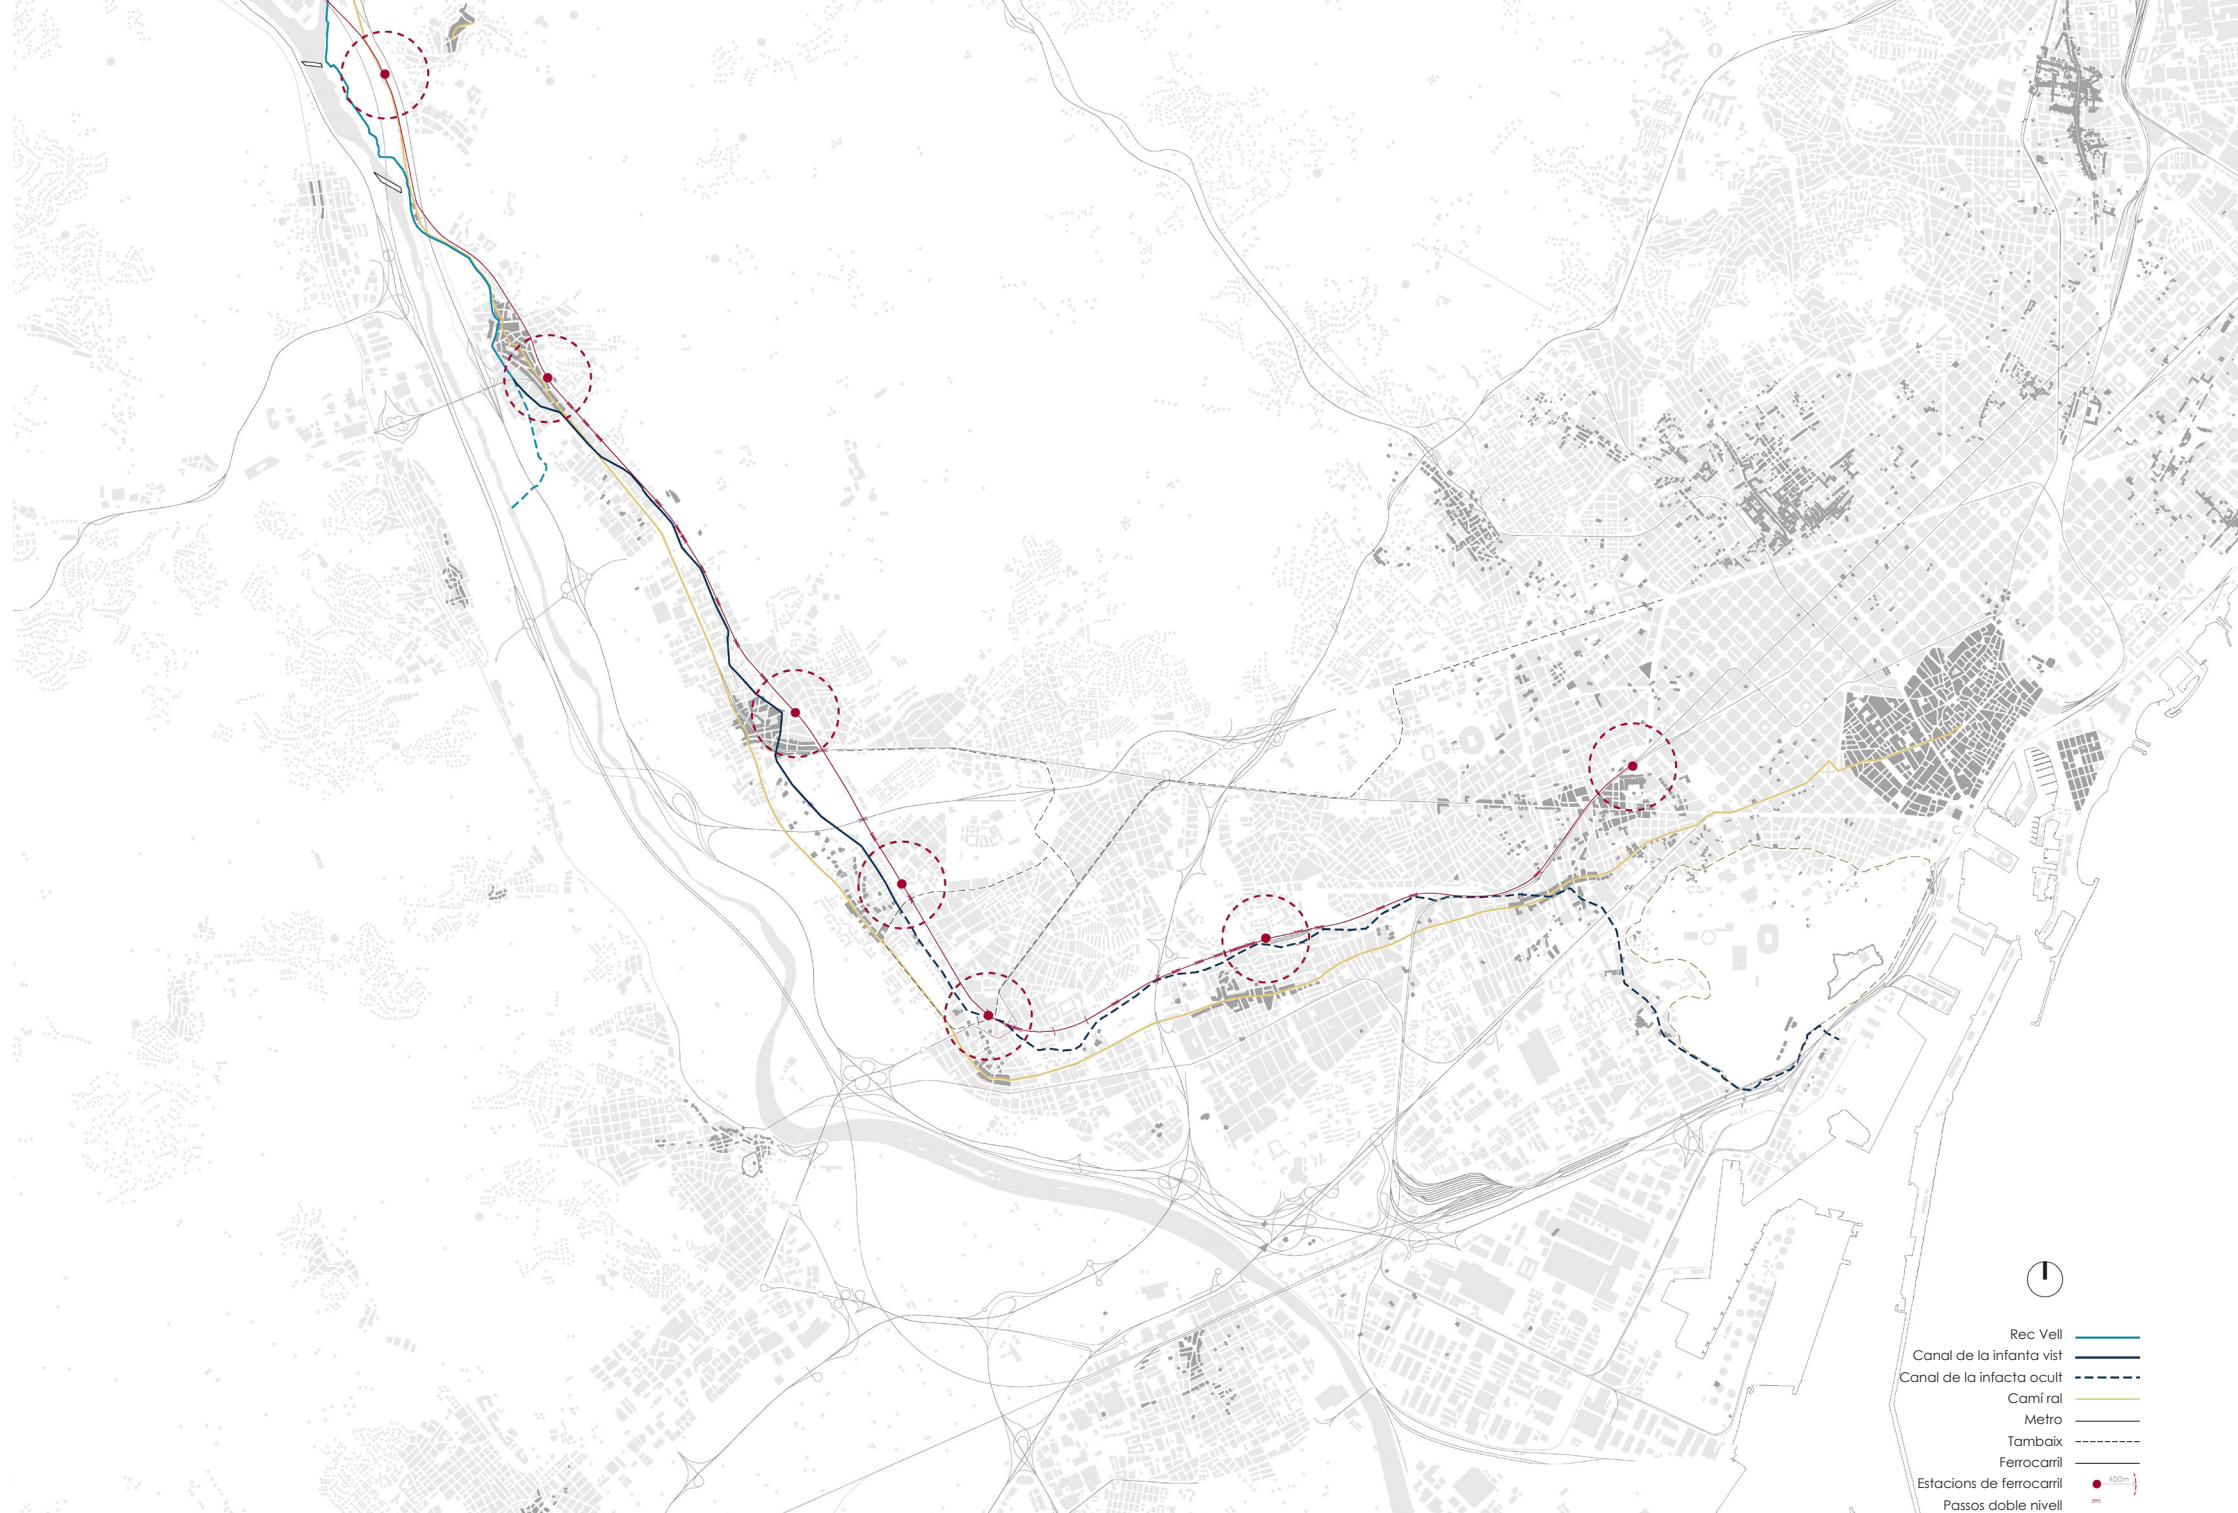 Rec Vell
Canal de la infanta vist
Canal de la infacta ocult
Camí ral
Metro
Tambaix
Ferrocarril
Estacions de ferrocarril 400m
Passos doble nivell